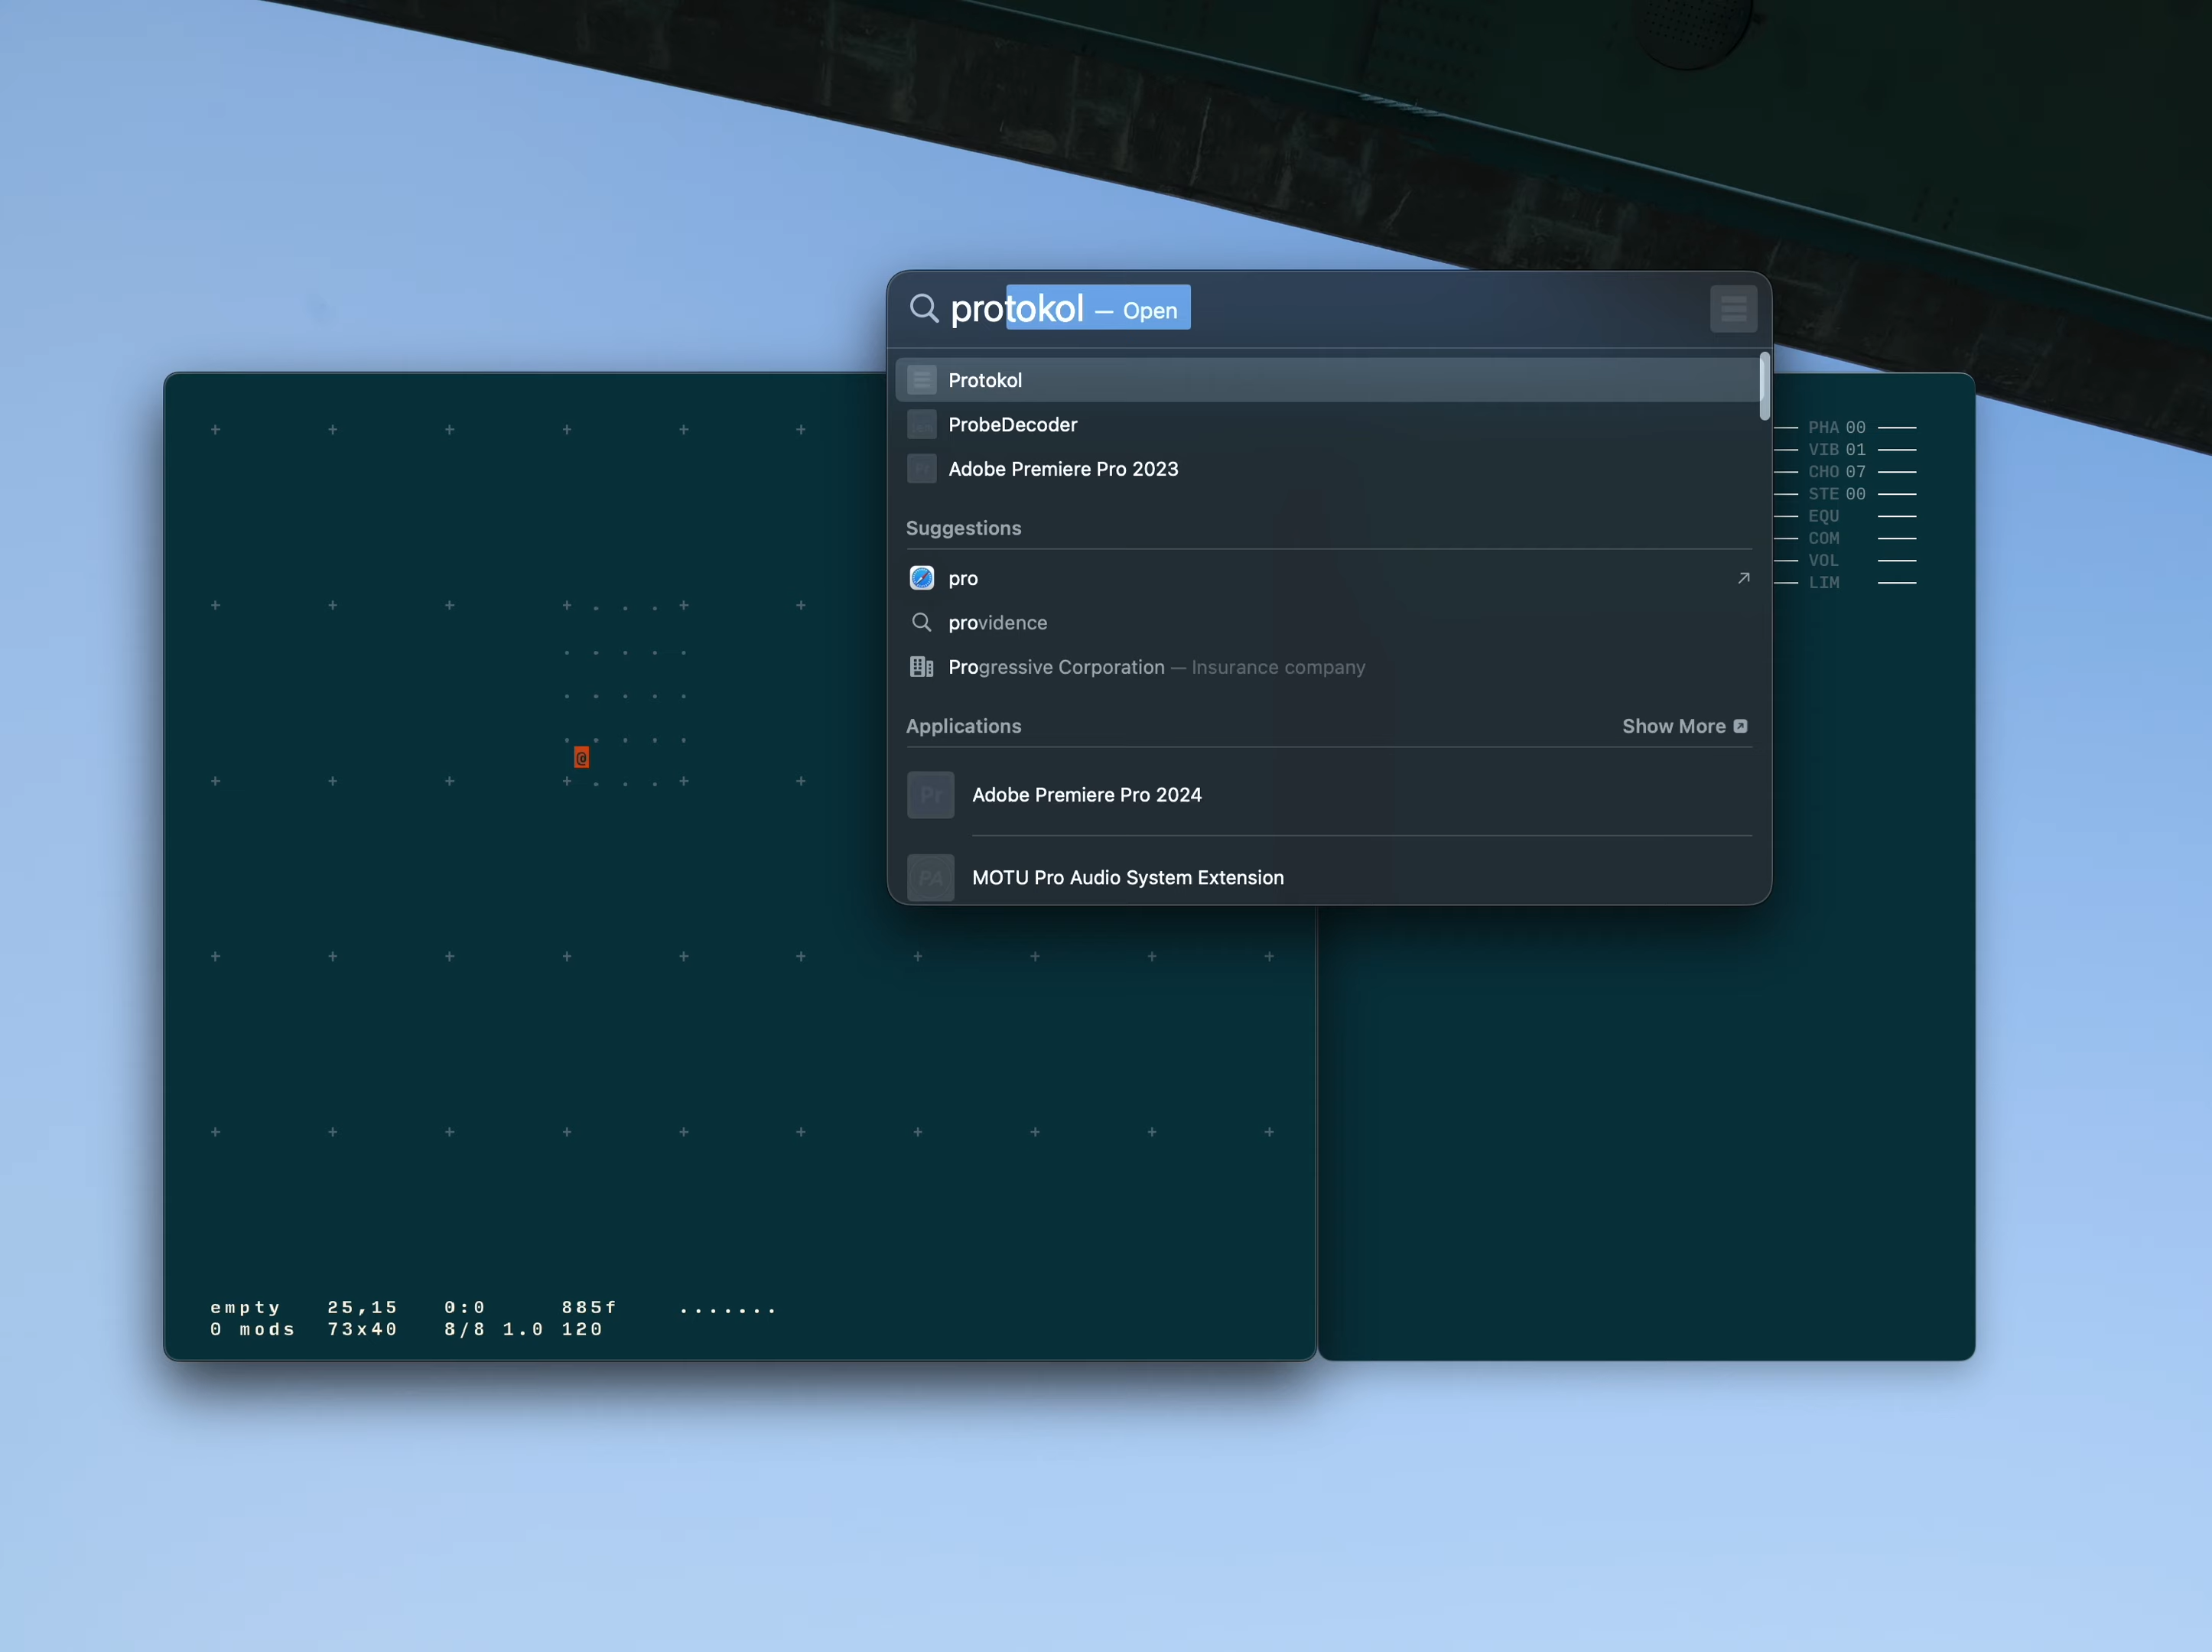 protokol — Open
Protokol
ProbeDecoder
Adobe Premiere Pro 2023
Suggestions
pro
providence
Progressive Corporation — Insurance company
Applications
Show More
Pr Adobe Premiere Pro 2024
PA MOTU Pro Audio System Extension
PHA 00
VIB 01
CHO 07
STE 00
EQU
COM
VOL
LIM
@
empty 25,15 0:0 885f .......
0 mods 73x40 8/8 1.0 120